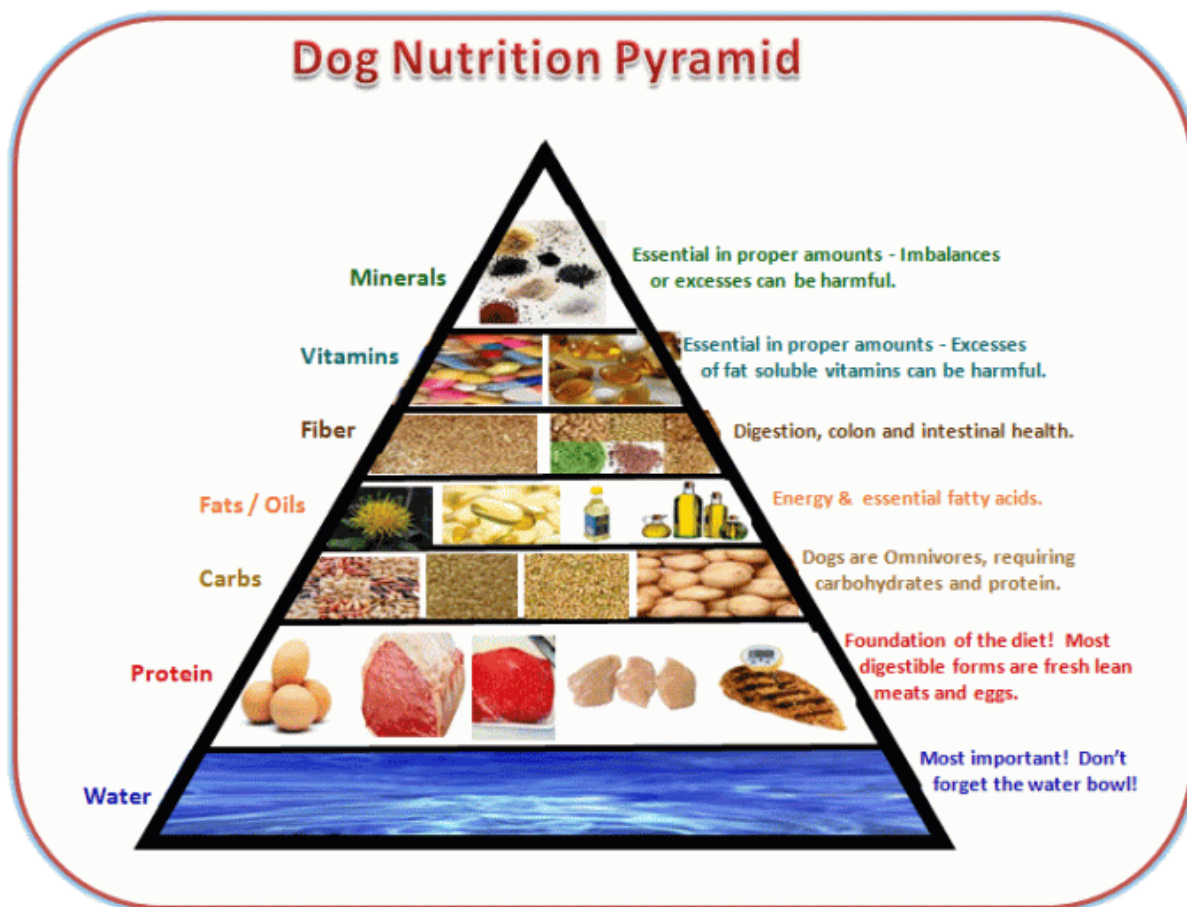 Dog Nutrition Pyramid
Minerals
Essential in proper amounts - Imbalances
or excesses can be harmful.
Vitamins
Essential in proper amounts - Excesses
of fat soluble vitamins can be harmful.
Fiber
Digestion, colon and intestinal health.
Fats / Oils
Energy & essential fatty acids.
Carbs
Dogs are Omnivores, requiring
carbohydrates and protein.
Protein
Foundation of the diet! Most
digestible forms are fresh lean
meats and eggs.
Water
Most important! Don't
forget the water bowl!